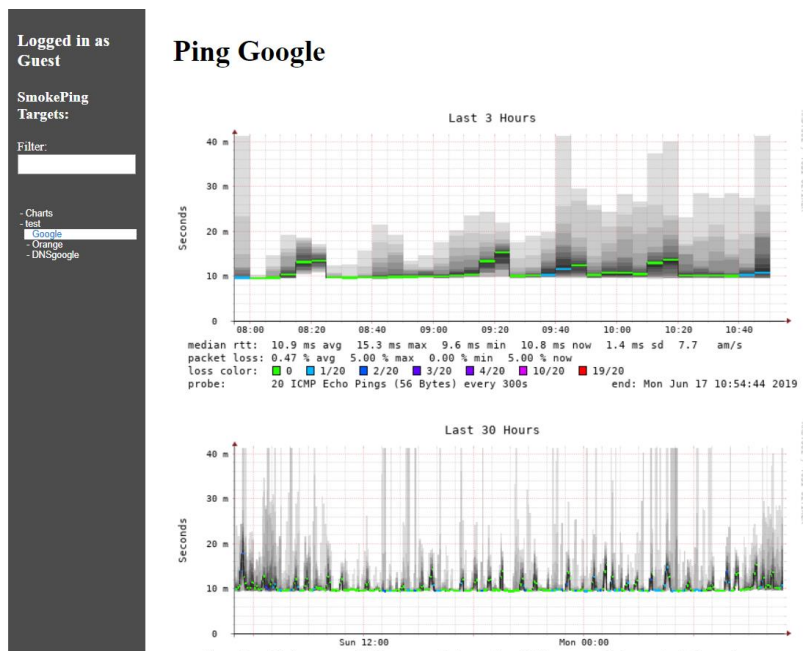 Logged in as
Guest
SmokePing
Targets:
Filter:
- Charts
- test
Google
- Orange
- DNSgoogle
Ping Google
Last 3 Hours
Seconds
40 m
30 m
20 m
10 m
0
08:00 08:20 08:40 09:00 09:20 09:40 10:00 10:20 10:40
median rtt: 10.9 ms avg 15.3 ms max 9.6 ms min 10.8 ms now 1.4 ms sd 7.7 am/s
packet loss: 0.47 % avg 5.00 % max 0.00 % min 5.00 % now
loss color: 0 1/20 2/20 3/20 4/20 10/20 19/20
probe: 20 ICMP Echo Pings (56 Bytes) every 300s end: Mon Jun 17 10:54:44 2019
Last 30 Hours
Seconds
40 m
30 m
20 m
10 m
0
Sun 12:00 Mon 00:00